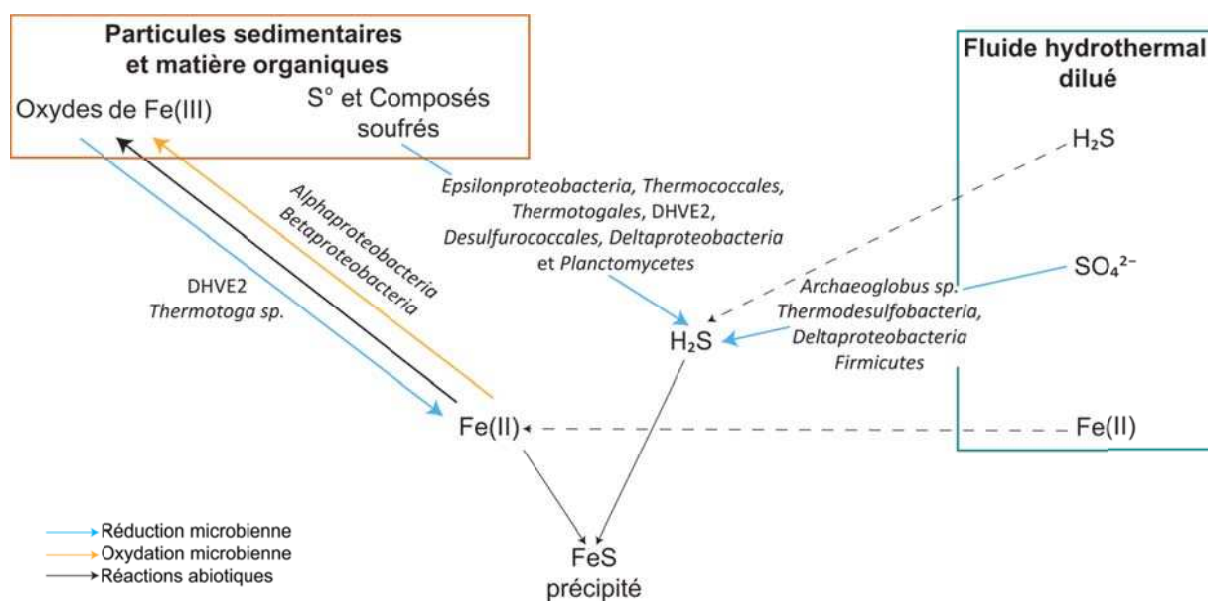 Particules sedimentaires
et matière organiques
Oxydes de Fe(III)
S° et Composés
soufrés
Fluide hydrothermal
dilué
H₂S
SO₄²⁻
Fe(II)
Epsilonproteobacteria, Thermococcales,
Thermotogales, DHVE2,
Desulfurococcales, Deltaproteobacteria
et Planctomycetes
Alphaproteobacteria
Betaproteobacteria
DHVE2
Thermotoga sp.
Archaeoglobus sp.
Thermodesulfobacteria,
Deltaproteobacteria
Firmicutes
H₂S
Fe(II)
FeS
précipité
Réduction microbienne
Oxydation microbienne
Réactions abiotiques